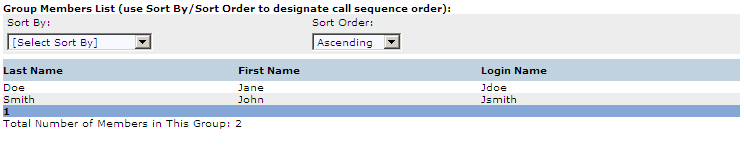 Group Members List (use Sort By/Sort Order to designate call sequence order):
Sort By: Sort Order:
[Select Sort By] Ascending
Last Name First Name Login Name
Doe Jane Jdoe
Smith John Jsmith
1
Total Number of Members in This Group: 2